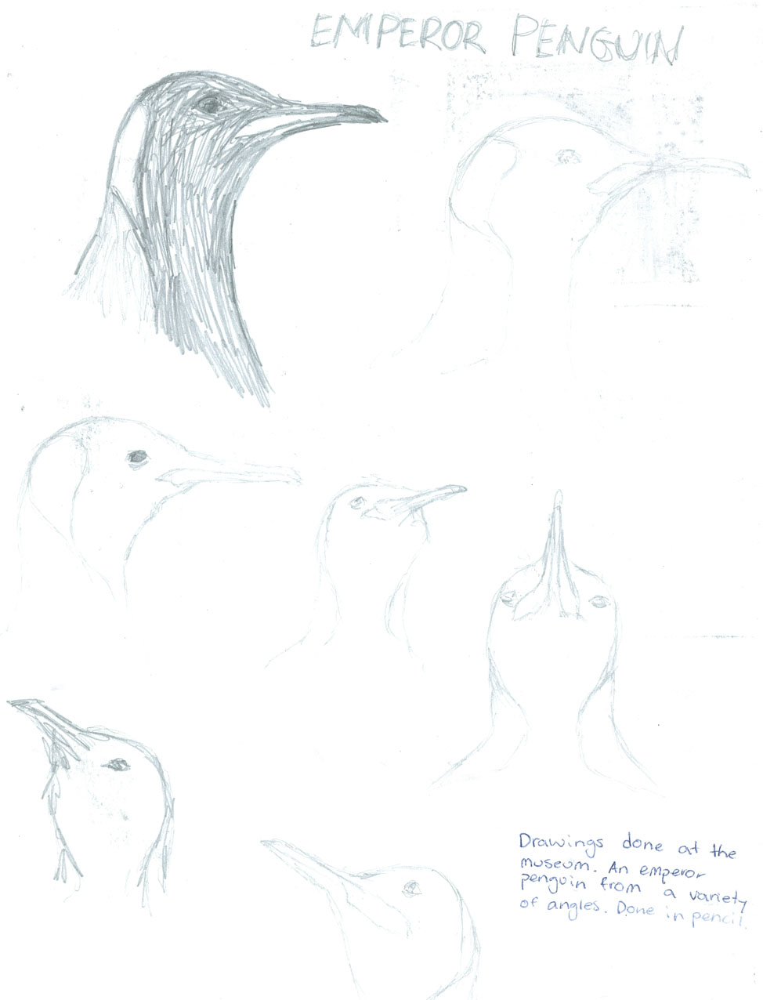 EMPEROR PENGUIN
Drawings done at the
museum. An emperor
penguin from a variety
of angles. Done in pencil.